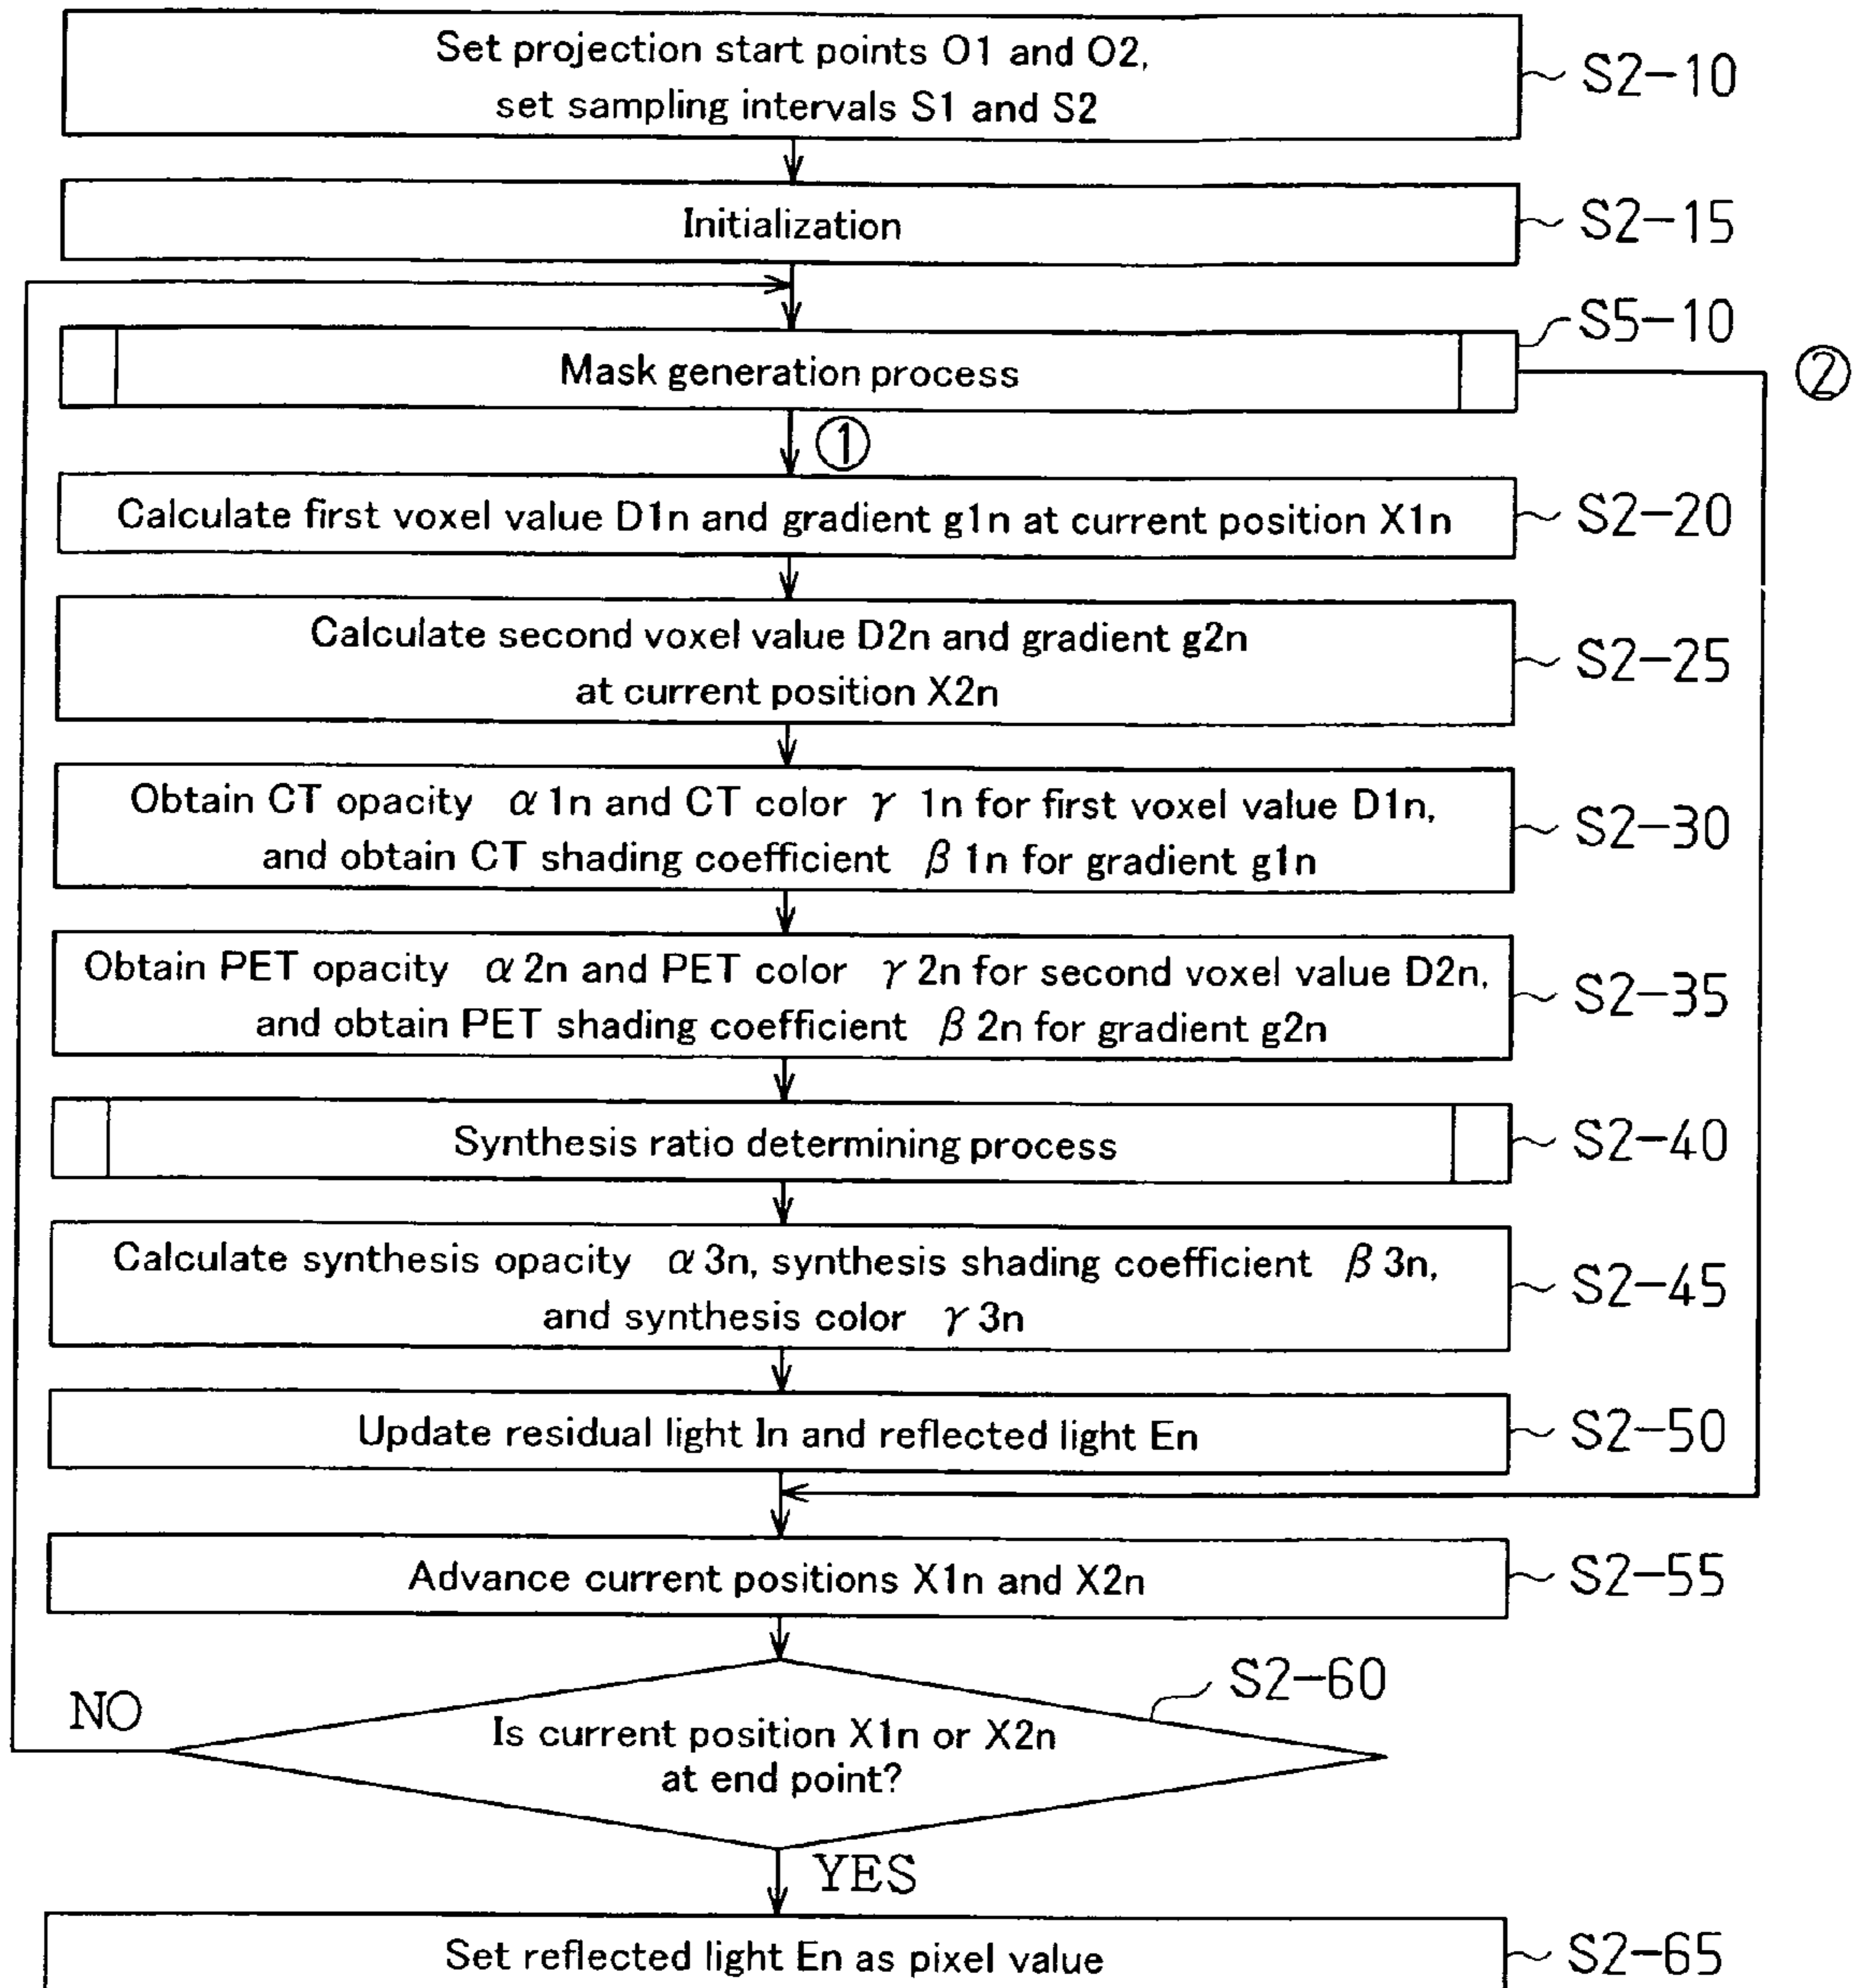 Set projection start points O1 and O2,
set sampling intervals S1 and S2
S2-10
Initialization
S2-15
S5-10
Mask generation process
②
①
Calculate first voxel value D1n and gradient g1n at current position X1n
S2-20
Calculate second voxel value D2n and gradient g2n
at current position X2n
S2-25
Obtain CT opacity α1n and CT color γ1n for first voxel value D1n,
and obtain CT shading coefficient β1n for gradient g1n
S2-30
Obtain PET opacity α2n and PET color γ2n for second voxel value D2n,
and obtain PET shading coefficient β2n for gradient g2n
S2-35
Synthesis ratio determining process
S2-40
Calculate synthesis opacity α3n, synthesis shading coefficient β3n,
and synthesis color γ3n
S2-45
Update residual light In and reflected light En
S2-50
Advance current positions X1n and X2n
S2-55
S2-60
NO
Is current position X1n or X2n
at end point?
YES
Set reflected light En as pixel value
S2-65